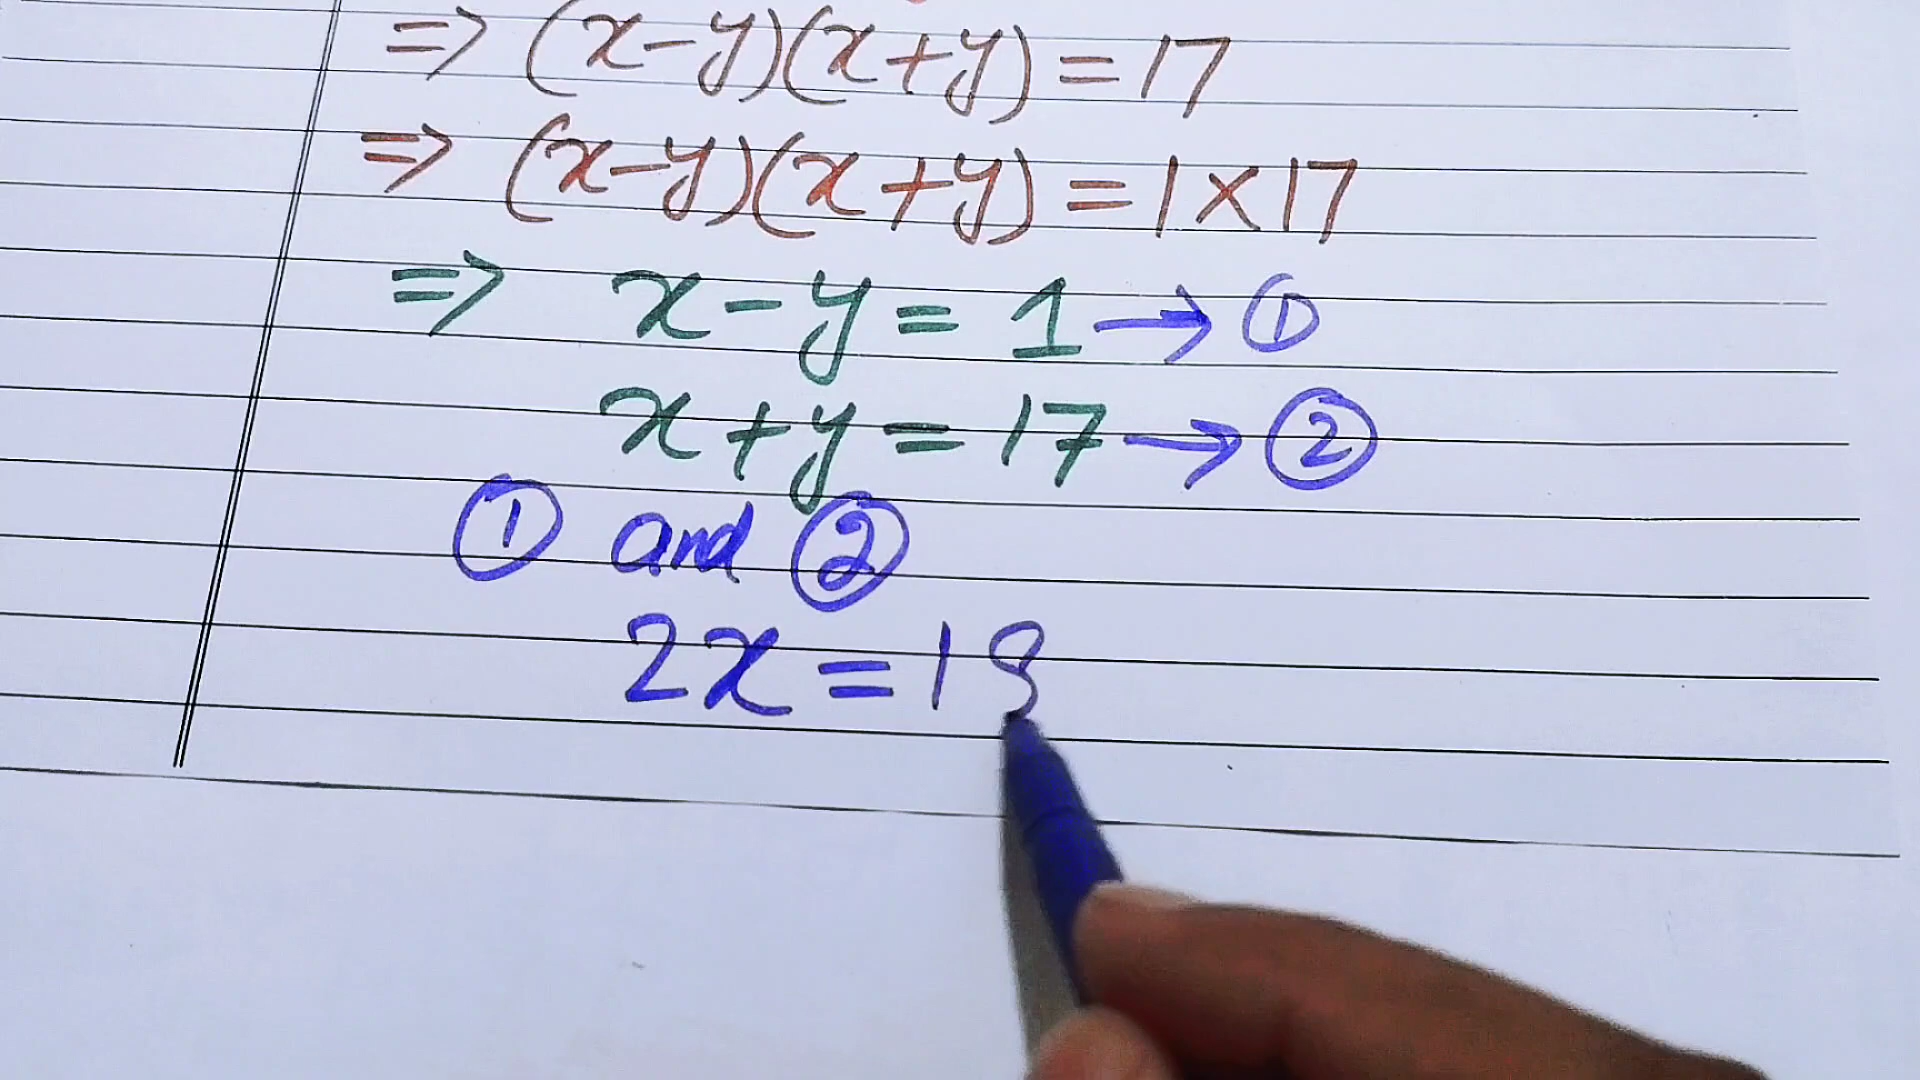 => (x-y)(x+y) = 17
=> (x-y)(x+y) = 1×17
=> x - y = 1 → ①
x + y = 17 → ②
① and ②
2x = 18